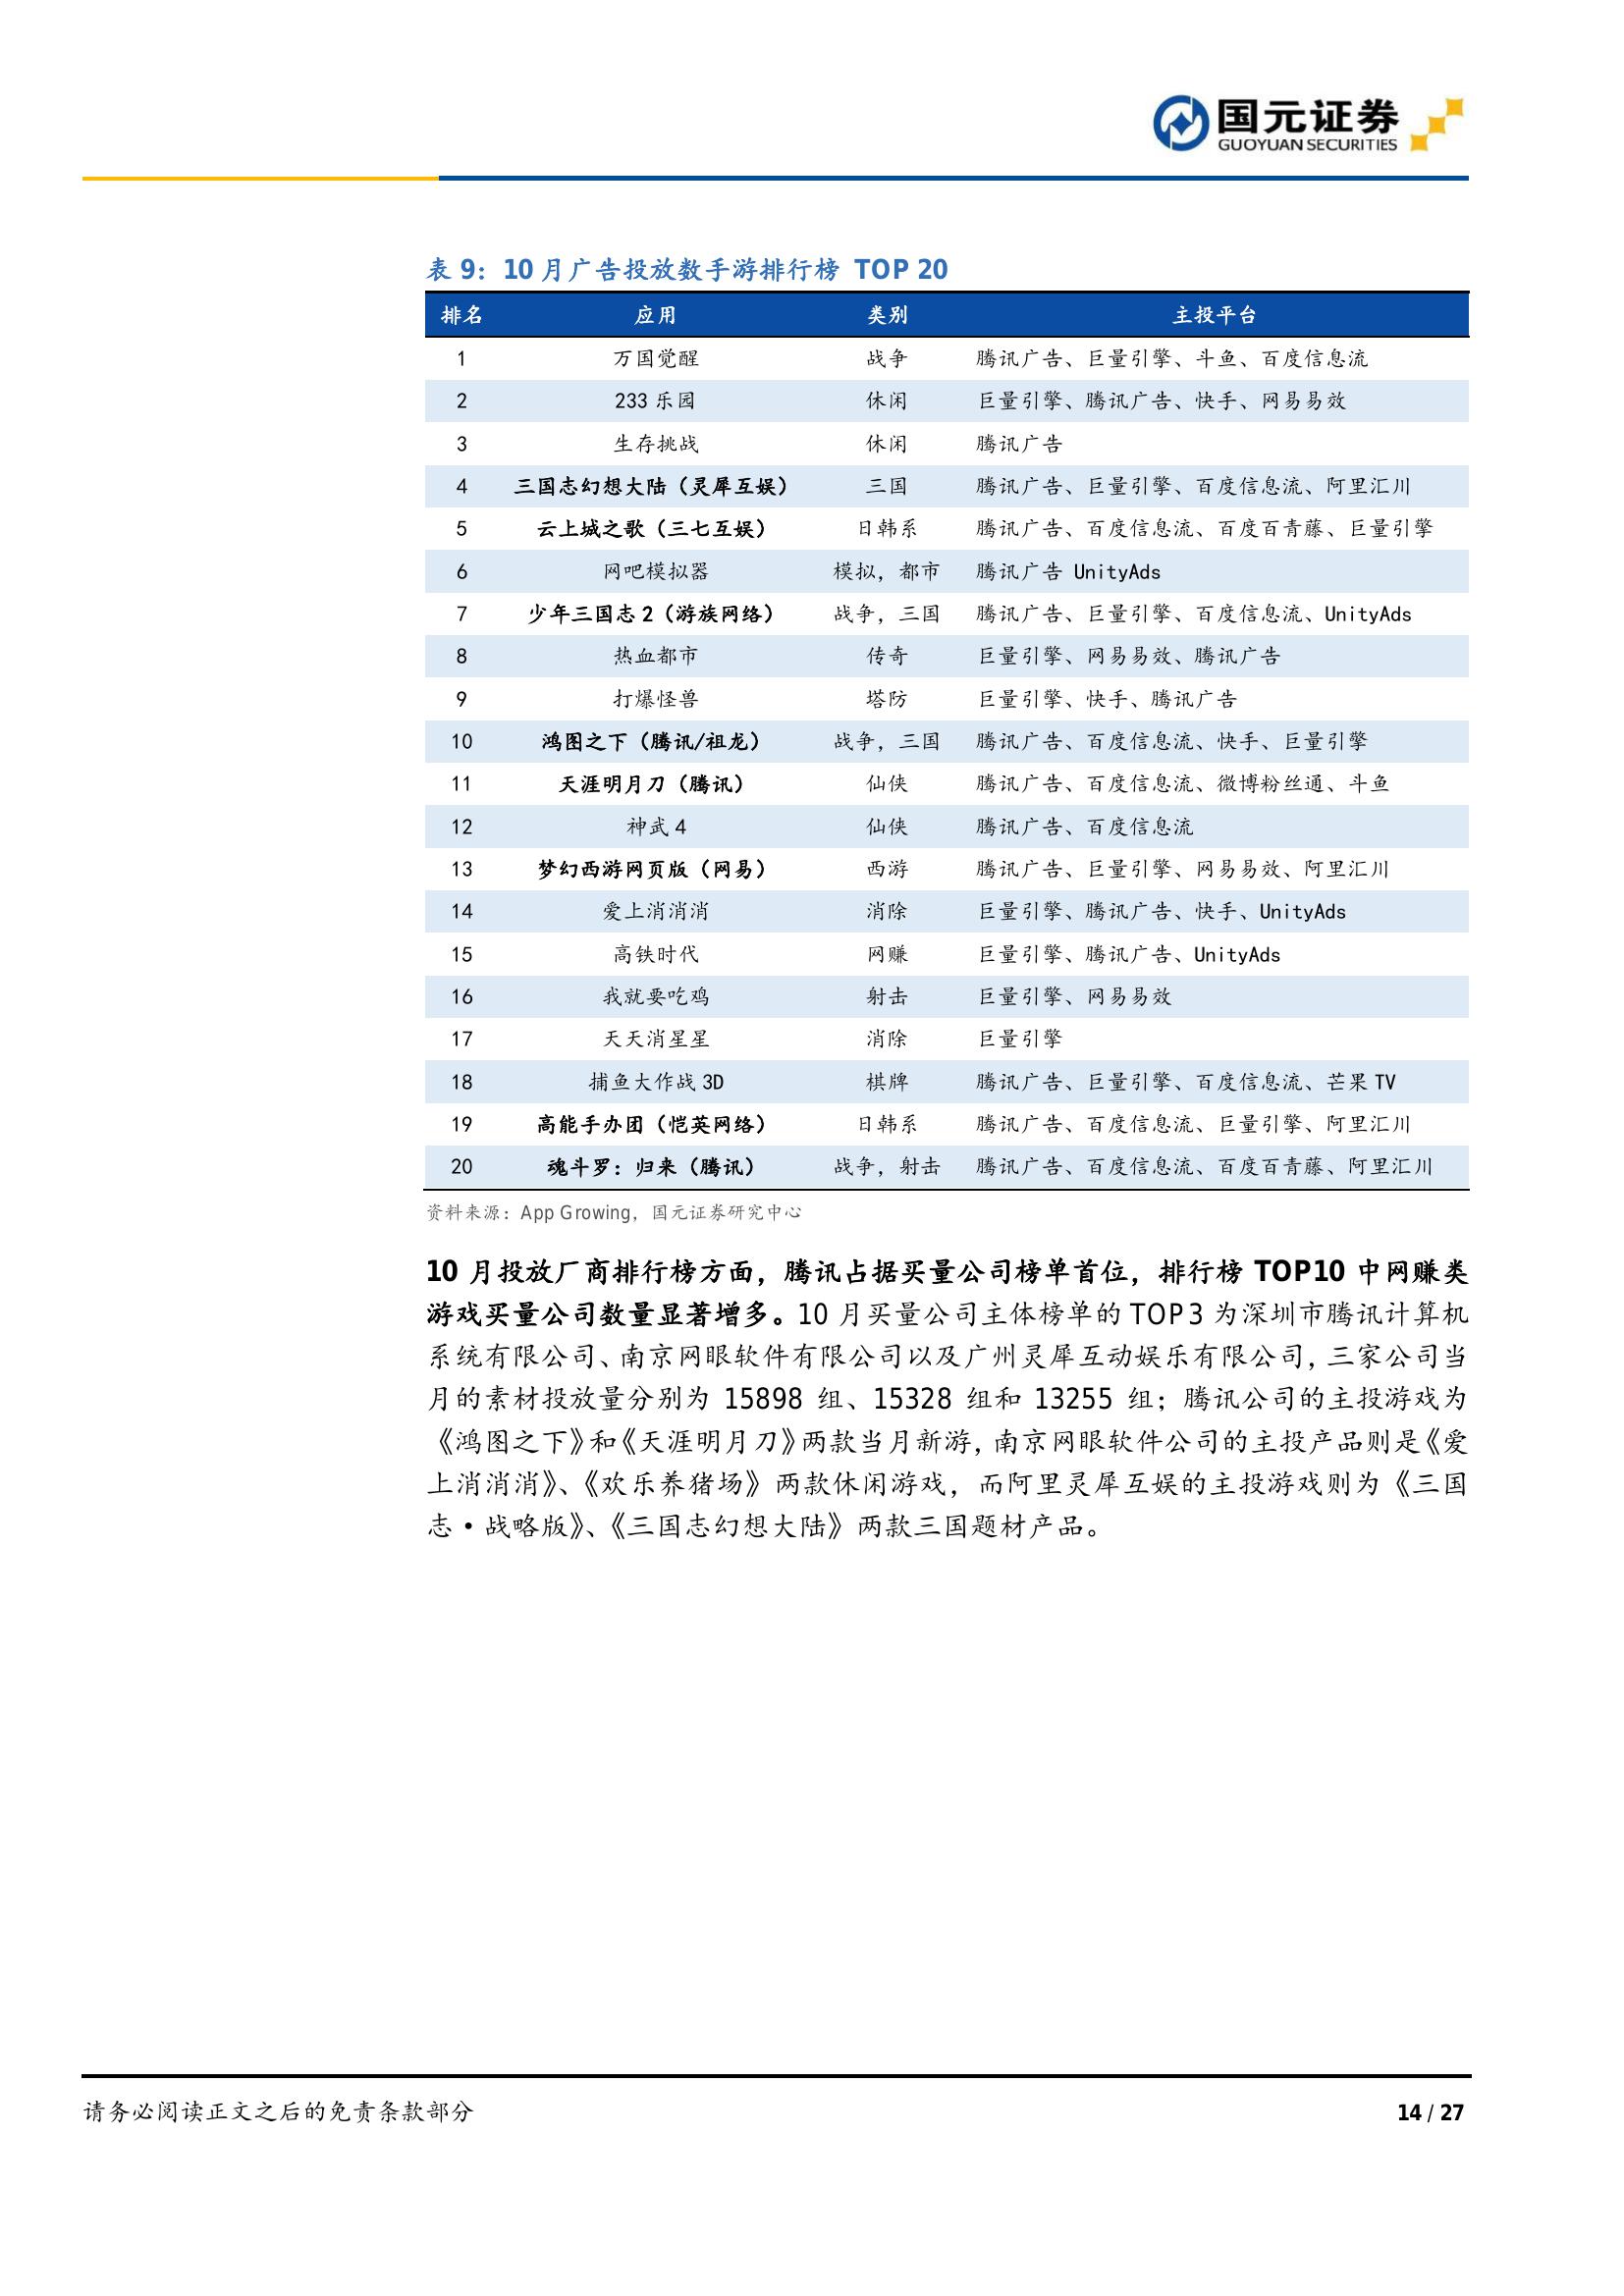 国元证券
GUOYUAN SECURITIES
表 9：10 月广告投放数手游排行榜 TOP 20
排名 应用 类别 主投平台
1 万国觉醒 战争 腾讯广告、巨量引擎、斗鱼、百度信息流
2 233 乐园 休闲 巨量引擎、腾讯广告、快手、网易易效
3 生存挑战 休闲 腾讯广告
4 三国志幻想大陆（灵犀互娱） 三国 腾讯广告、巨量引擎、百度信息流、阿里汇川
5 云上城之歌（三七互娱） 日韩系 腾讯广告、百度信息流、百度百青藤、巨量引擎
6 网吧模拟器 模拟，都市 腾讯广告 UnityAds
7 少年三国志 2（游族网络） 战争，三国 腾讯广告、巨量引擎、百度信息流、UnityAds
8 热血都市 传奇 巨量引擎、网易易效、腾讯广告
9 打爆怪兽 塔防 巨量引擎、快手、腾讯广告
10 鸿图之下（腾讯/祖龙） 战争，三国 腾讯广告、百度信息流、快手、巨量引擎
11 天涯明月刀（腾讯） 仙侠 腾讯广告、百度信息流、微博粉丝通、斗鱼
12 神武 4 仙侠 腾讯广告、百度信息流
13 梦幻西游网页版（网易） 西游 腾讯广告、巨量引擎、网易易效、阿里汇川
14 爱上消消消 消除 巨量引擎、腾讯广告、快手、UnityAds
15 高铁时代 网赚 巨量引擎、腾讯广告、UnityAds
16 我就要吃鸡 射击 巨量引擎、网易易效
17 天天消星星 消除 巨量引擎
18 捕鱼大作战 3D 棋牌 腾讯广告、巨量引擎、百度信息流、芒果 TV
19 高能手办团（恺英网络） 日韩系 腾讯广告、百度信息流、巨量引擎、阿里汇川
20 魂斗罗：归来（腾讯） 战争，射击 腾讯广告、百度信息流、百度百青藤、阿里汇川
资料来源：App Growing，国元证券研究中心
10 月投放厂商排行榜方面，腾讯占据买量公司榜单首位，排行榜 TOP10 中网赚类
游戏买量公司数量显著增多。10 月买量公司主体榜单的 TOP3 为深圳市腾讯计算机
系统有限公司、南京网眼软件有限公司以及广州灵犀互动娱乐有限公司，三家公司当
月的素材投放量分别为 15898 组、15328 组和 13255 组；腾讯公司的主投游戏为
《鸿图之下》和《天涯明月刀》两款当月新游，南京网眼软件公司的主投产品则是《爱
上消消消》、《欢乐养猪场》两款休闲游戏，而阿里灵犀互娱的主投游戏则为《三国
志·战略版》、《三国志幻想大陆》两款三国题材产品。
请务必阅读正文之后的免责条款部分 14 / 27